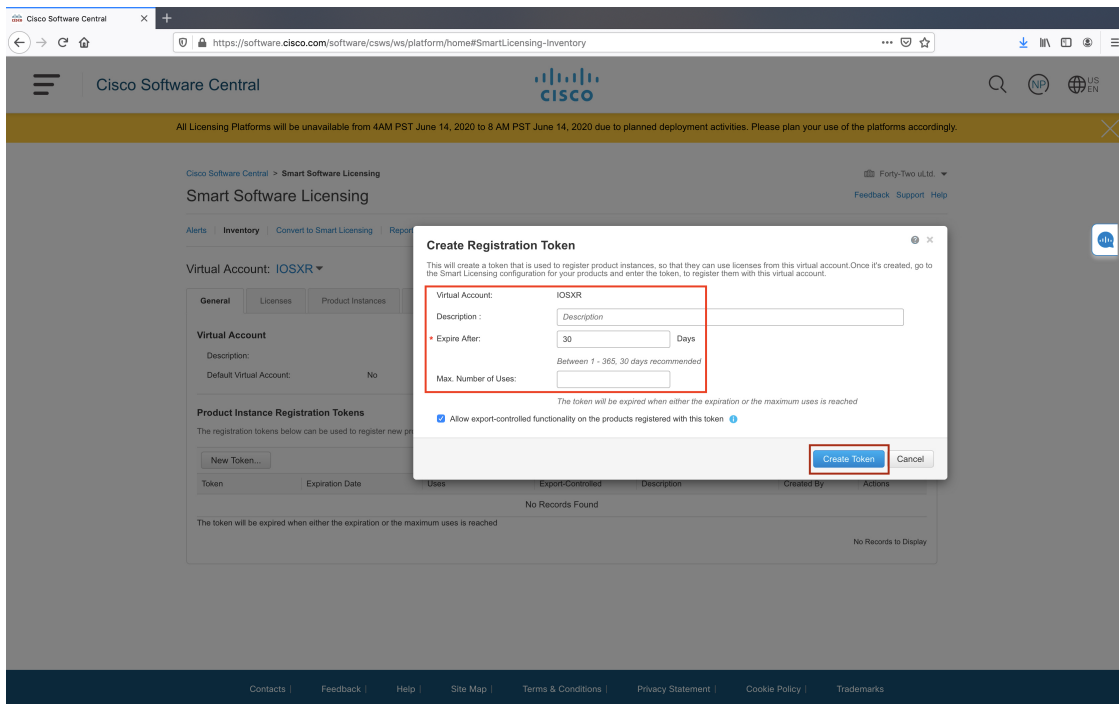 Cisco Software Central
https://software.cisco.com/software/csws/ws/platform/home#SmartLicensing-Inventory
Cisco Software Central
CISCO
NP
US
EN
All Licensing Platforms will be unavailable from 4AM PST June 14, 2020 to 8 AM PST June 14, 2020 due to planned deployment activities. Please plan your use of the platforms accordingly.
Cisco Software Central > Smart Software Licensing
Forty-Two uLtd.
Smart Software Licensing
Feedback Support Help
Alerts | Inventory | Convert to Smart Licensing | Report
Virtual Account: IOSXR
General Licenses Product Instances
Virtual Account
Description:
Default Virtual Account: No
Product Instance Registration Tokens
The registration tokens below can be used to register new pr
New Token...
Token Expiration Date Uses Export-Controlled Description Created By Actions
No Records Found
The token will be expired when either the expiration or the maximum uses is reached
No Records to Display
Create Registration Token
This will create a token that is used to register product instances, so that they can use licenses from this virtual account.Once it's created, go to
the Smart Licensing configuration for your products and enter the token, to register them with this virtual account.
Virtual Account: IOSXR
Description : Description
* Expire After: 30 Days
Between 1 - 365, 30 days recommended
Max. Number of Uses:
The token will be expired when either the expiration or the maximum uses is reached
Allow export-controlled functionality on the products registered with this token
Create Token Cancel
Contacts | Feedback | Help | Site Map | Terms & Conditions | Privacy Statement | Cookie Policy | Trademarks